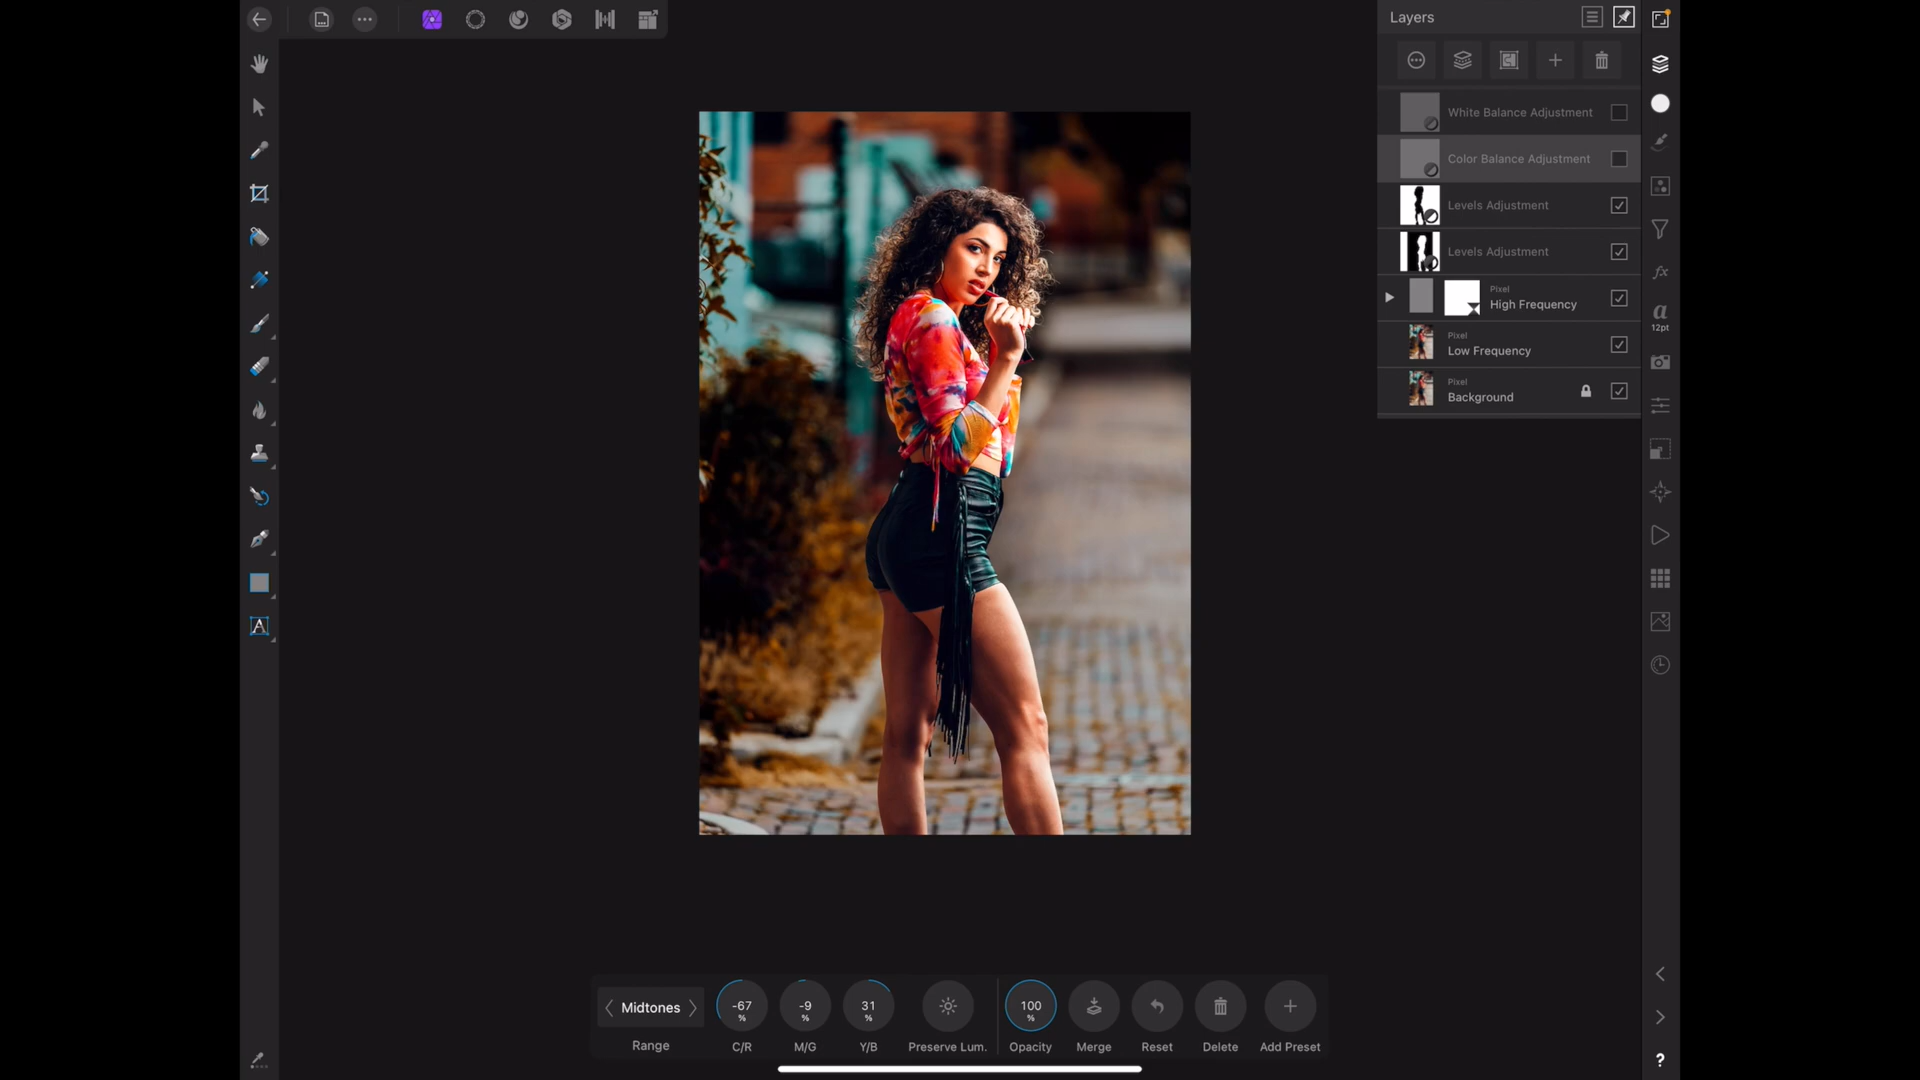 Layers
White Balance Adjustment
Color Balance Adjustment
Levels Adjustment
Levels Adjustment
Pixel
High Frequency
Pixel
Low Frequency
Pixel
Background
fx
a
12pt
A
Midtones
Range
-67
%
C/R
-9
%
M/G
31
%
Y/B
Preserve Lum.
100
%
Opacity
Merge
Reset
Delete
Add Preset
?